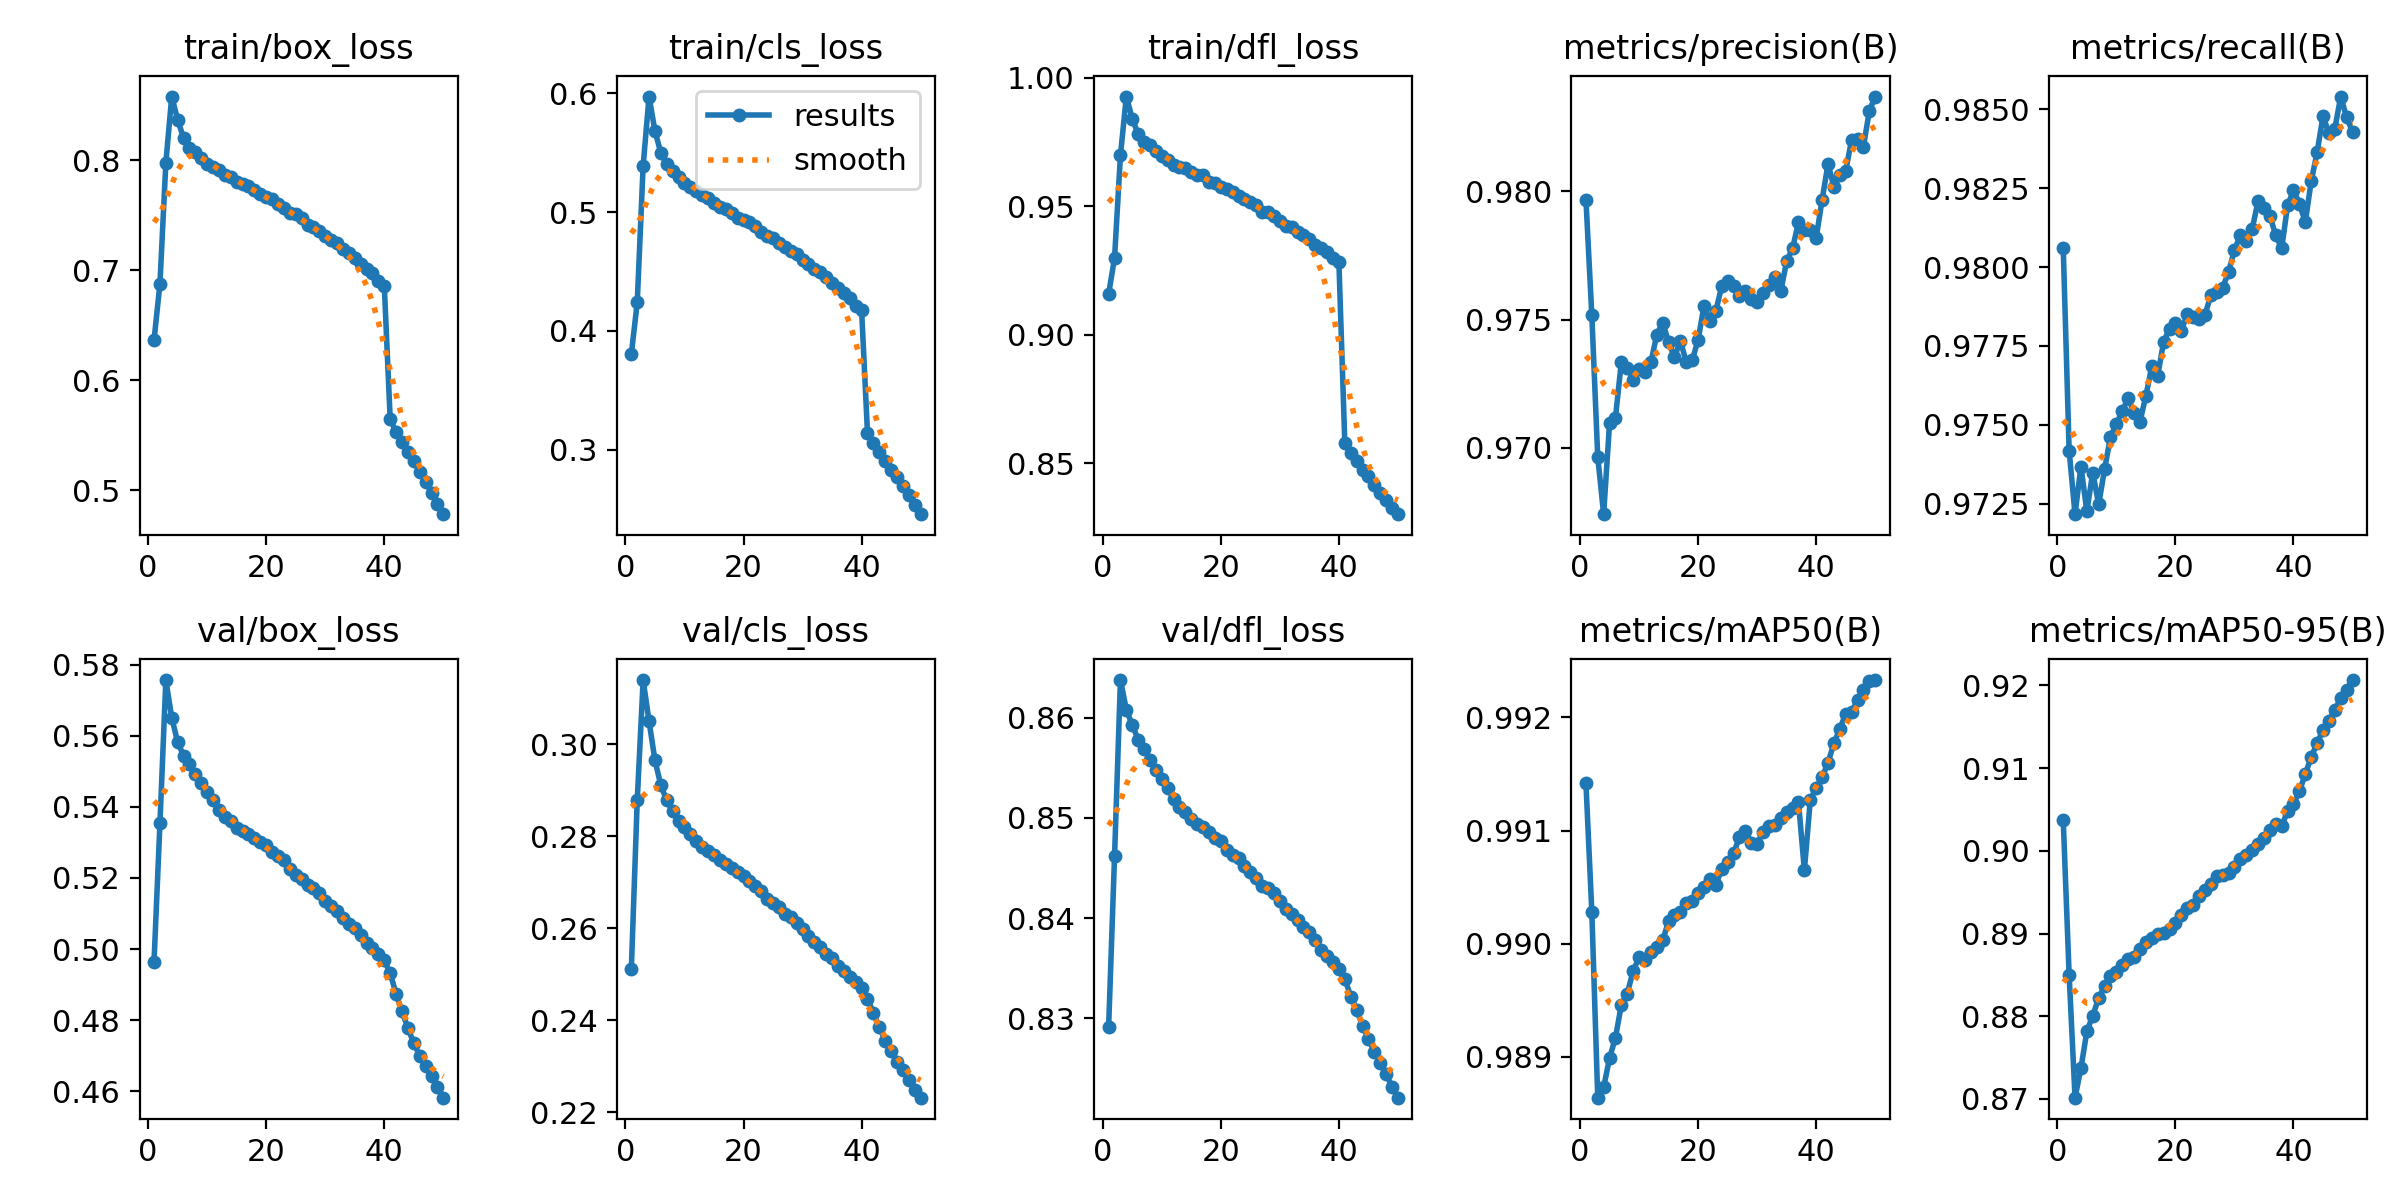 train/box_loss
0.8
0.7
0.6
0.5
0 20 40
train/cls_loss
results
smooth
0.6
0.5
0.4
0.3
0 20 40
train/dfl_loss
1.00
0.95
0.90
0.85
0 20 40
metrics/precision(B)
0.980
0.975
0.970
0 20 40
metrics/recall(B)
0.9850
0.9825
0.9800
0.9775
0.9750
0.9725
0 20 40
val/box_loss
0.58
0.56
0.54
0.52
0.50
0.48
0.46
0 20 40
val/cls_loss
0.30
0.28
0.26
0.24
0.22
0 20 40
val/dfl_loss
0.86
0.85
0.84
0.83
0 20 40
metrics/mAP50(B)
0.992
0.991
0.990
0.989
0 20 40
metrics/mAP50-95(B)
0.92
0.91
0.90
0.89
0.88
0.87
0 20 40